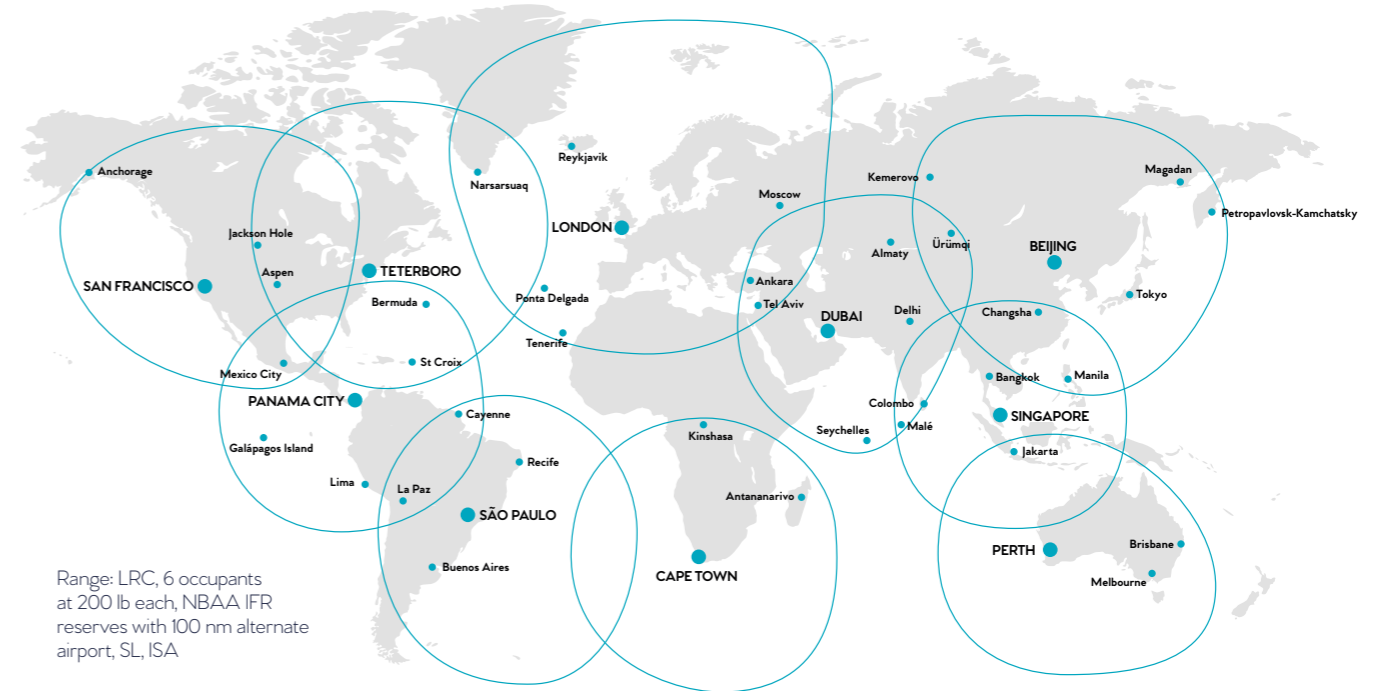 Reykjavik
Anchorage
Narsarsuaq
Kemerovo
Magadan
Moscow
Petropavlovsk-Kamchatsky
LONDON
Jackson Hole
Almaty
Ürümqi
BEIJING
SAN FRANCISCO
Aspen
TETERBORO
Bermuda
Ponta Delgada
Ankara
Tel Aviv
Tokyo
DUBAI
Delhi
Changsha
Tenerife
Mexico City
St Croix
Bangkok
Manila
PANAMA CITY
Cayenne
Colombo
SINGAPORE
Galápagos Island
Kinshasa
Seychelles
Malé
Jakarta
Recife
Lima
La Paz
Antananarivo
SÃO PAULO
PERTH
Brisbane
Buenos Aires
CAPE TOWN
Melbourne
Range: LRC, 6 occupants
at 200 lb each, NBAA IFR
reserves with 100 nm alternate
airport, SL, ISA